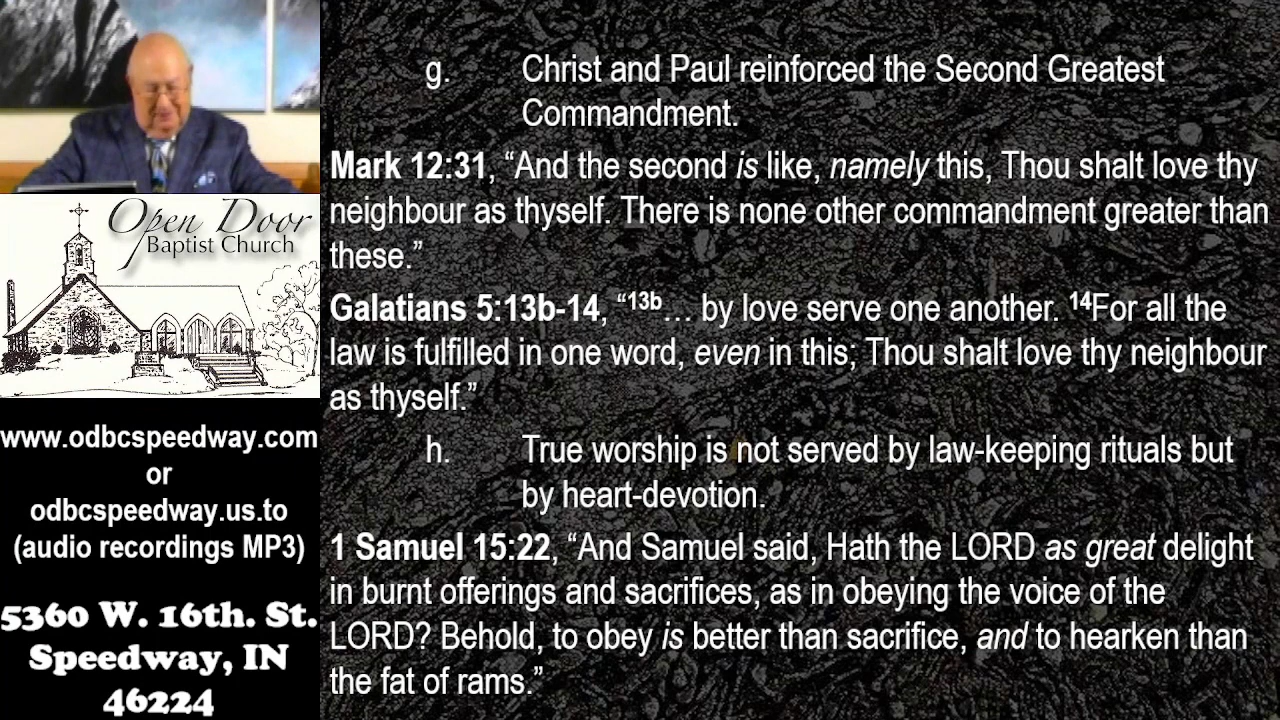 Open Door
Baptist Church
www.odbcspeedway.com
or
odbcspeedway.us.to
(audio recordings MP3)
5360 W. 16th. St.
Speedway, IN
46224
g. Christ and Paul reinforced the Second Greatest
Commandment.
Mark 12:31, “And the second is like, namely this, Thou shalt love thy
neighbour as thyself. There is none other commandment greater than
these.”
Galatians 5:13b-14, “13b… by love serve one another. 14For all the
law is fulfilled in one word, even in this; Thou shalt love thy neighbour
as thyself.”
h. True worship is not served by law-keeping rituals but
by heart-devotion.
1 Samuel 15:22, “And Samuel said, Hath the LORD as great delight
in burnt offerings and sacrifices, as in obeying the voice of the
LORD? Behold, to obey is better than sacrifice, and to hearken than
the fat of rams.”